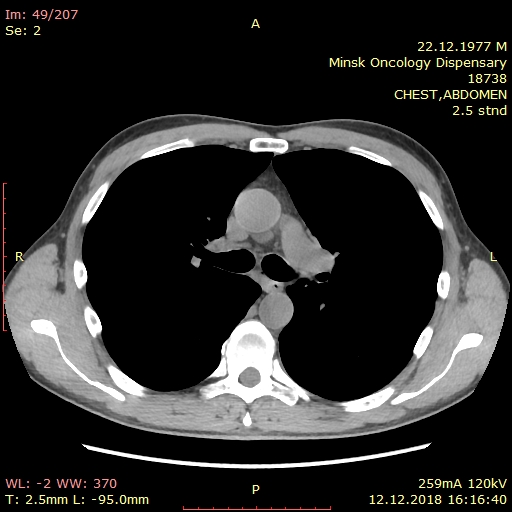 Im: 49/207
Se: 2
A
22.12.1977 M
Minsk Oncology Dispensary
18738
CHEST,ABDOMEN
2.5 stnd
R
L
WL: -2 WW: 370
T: 2.5mm L: -95.0mm
P
259mA 120kV
12.12.2018 16:16:40